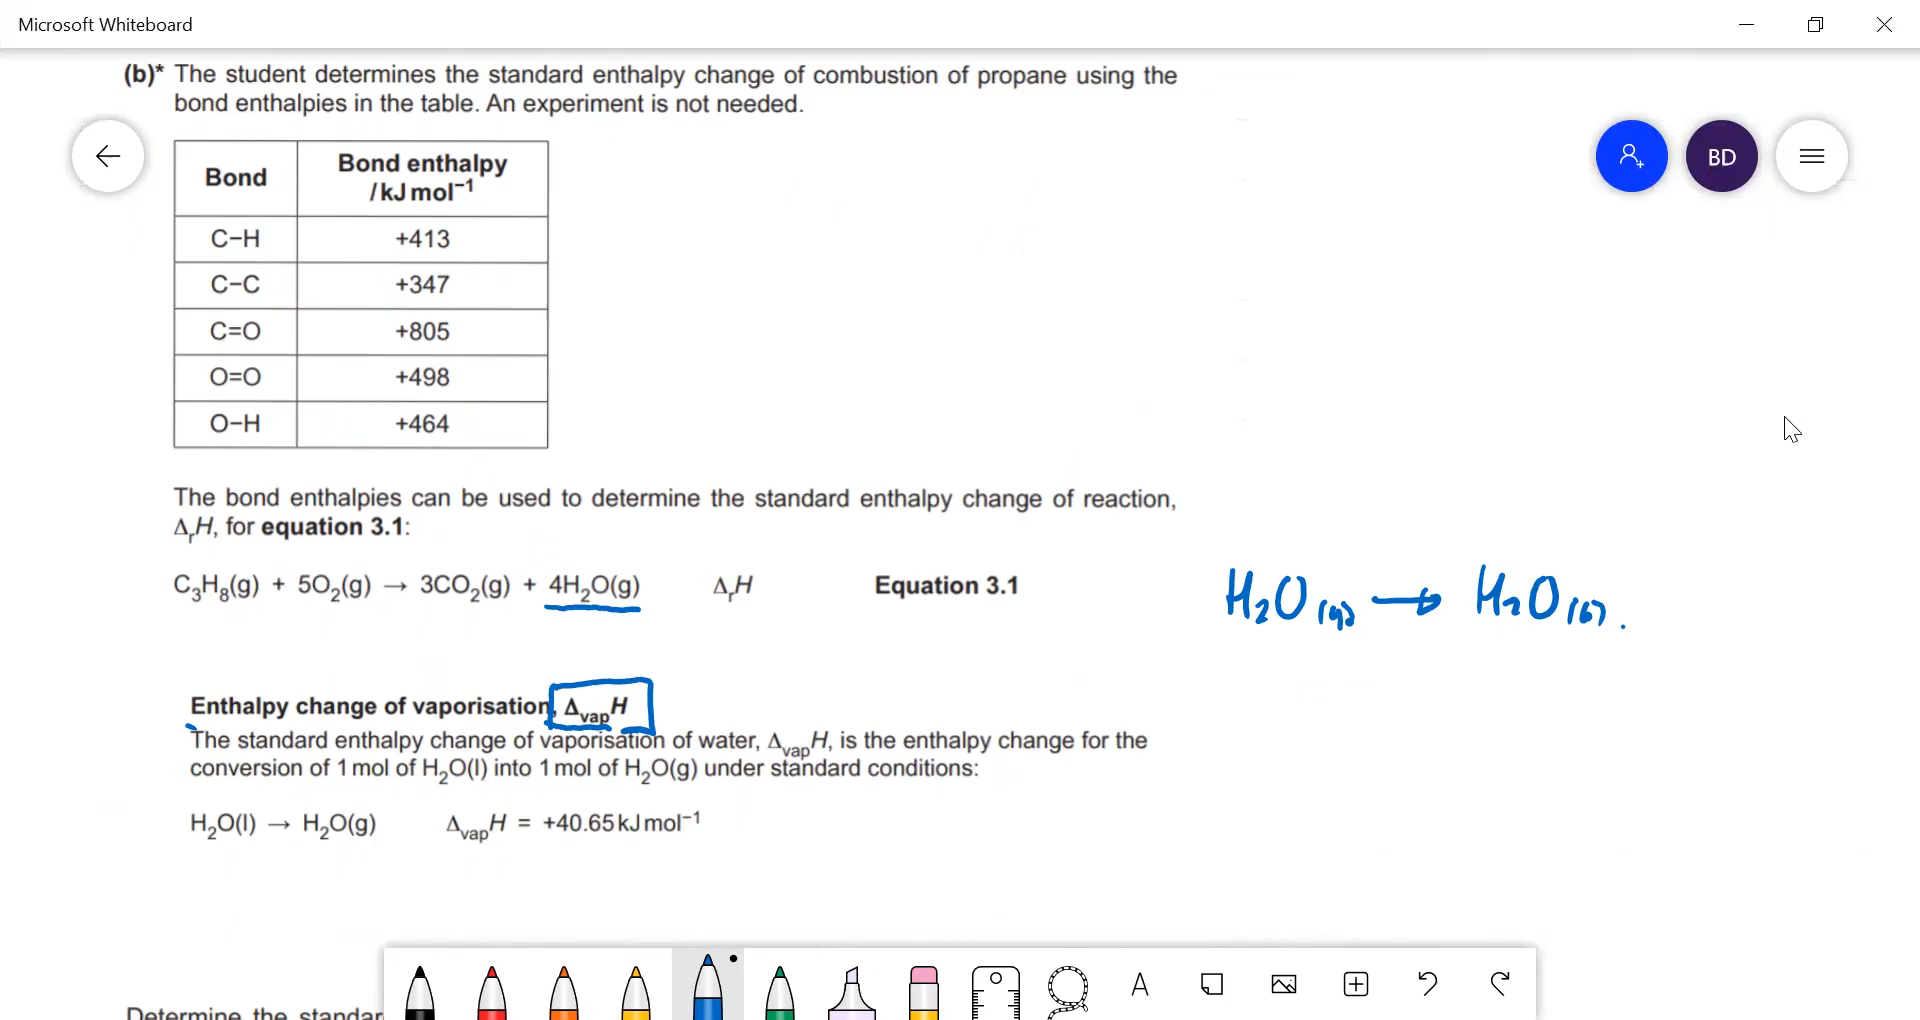 Microsoft Whiteboard
(b)* The student determines the standard enthalpy change of combustion of propane using the
bond enthalpies in the table. An experiment is not needed.
BD
Bond Bond enthalpy /kJ mol⁻¹
C−H +413
C−C +347
C=O +805
O=O +498
O−H +464
The bond enthalpies can be used to determine the standard enthalpy change of reaction,
ΔᵣH, for equation 3.1:
C₃H₈(g) + 5O₂(g) → 3CO₂(g) + 4H₂O(g) ΔᵣH Equation 3.1
H₂O(g) → H₂O(l).
Enthalpy change of vaporisation, ΔvapH
The standard enthalpy change of vaporisation of water, ΔvapH, is the enthalpy change for the
conversion of 1 mol of H₂O(l) into 1 mol of H₂O(g) under standard conditions:
H₂O(l) → H₂O(g) ΔvapH = +40.65 kJ mol⁻¹
A
Determine the standar